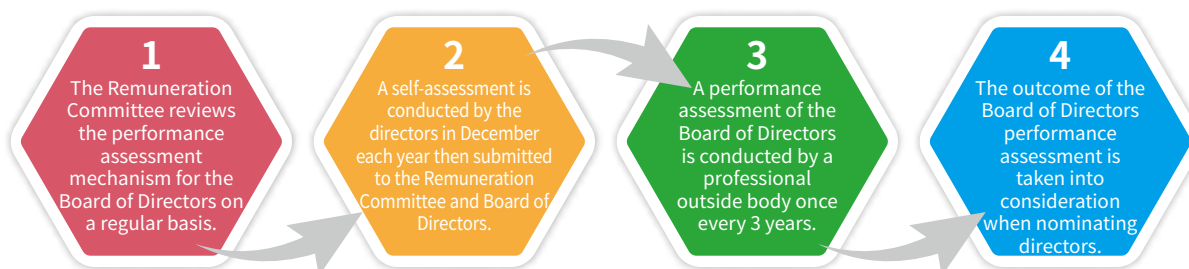 1
The Remuneration
Committee reviews
the performance
assessment
mechanism for the
Board of Directors on
a regular basis.
2
A self-assessment is
conducted by the
directors in December
each year then submitted
to the Remuneration
Committee and Board of
Directors.
3
A performance
assessment of the
Board of Directors
is conducted by a
professional
outside body once
every 3 years.
4
The outcome of the
Board of Directors
performance
assessment is
taken into
consideration
when nominating
directors.